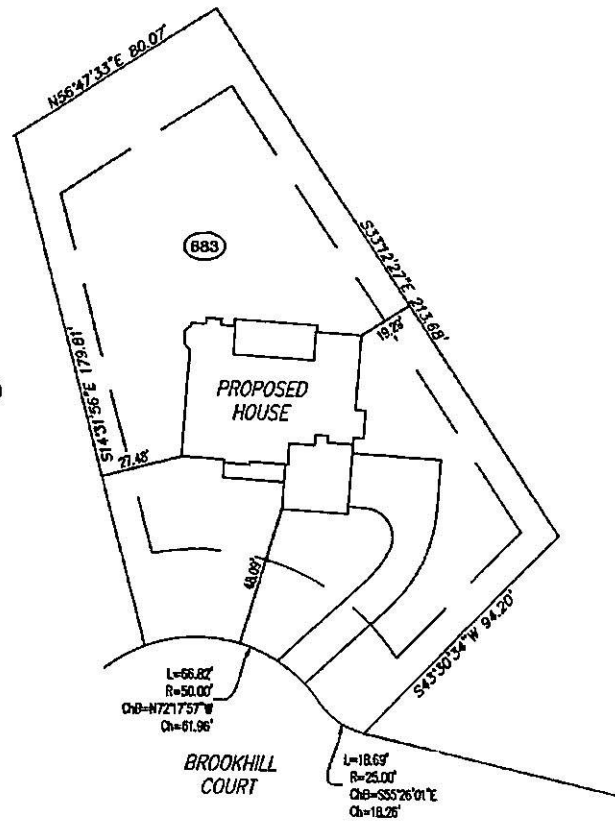 N56°47'33"E 80.07'
S33°12'27"E 213.68'
883
19.29'
PROPOSED
HOUSE
S14°31'56"E 179.81'
27.48'
48.09'
S43°30'34"W 94.20'
L=66.82'
R=50.00'
ChB=N72°17'57"W
Ch=61.96'
BROOKHILL
COURT
L=18.69'
R=25.00'
ChB=S55°26'01"E
Ch=18.26'